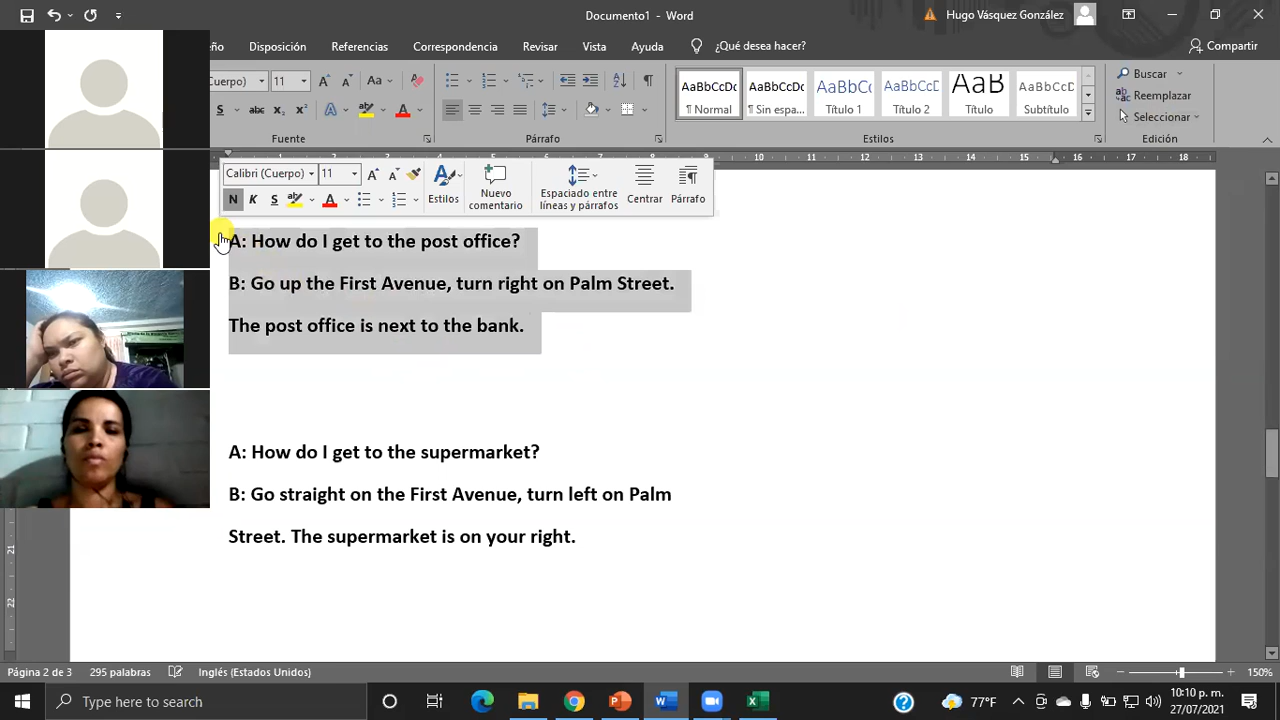 Documento1 - Word
Hugo Vásquez González
ño
Disposición
Referencias
Correspondencia
Revisar
Vista
Ayuda
¿Qué desea hacer?
Compartir
Cuerpo)
11
Aa
S
abc
AaBbCcDc
AaBbCcDc
AaBbCcD
AaBbCcD
AaB
AaBbCcD
¶ Normal
¶ Sin espa...
Título 1
Título 2
Título
Subtítulo
Buscar
Reemplazar
Seleccionar
Fuente
Párrafo
Estilos
Edición
Calibri (Cuerpo)
11
N K S
Estilos
Nuevo comentario
Espaciado entre líneas y párrafos
Centrar
Párrafo
A: How do I get to the post office?
B: Go up the First Avenue, turn right on Palm Street.
The post office is next to the bank.
A: How do I get to the supermarket?
B: Go straight on the First Avenue, turn left on Palm
Street. The supermarket is on your right.
21
22
Página 2 de 3
295 palabras
Inglés (Estados Unidos)
150%
Type here to search
77°F
10:10 p. m.
27/07/2021